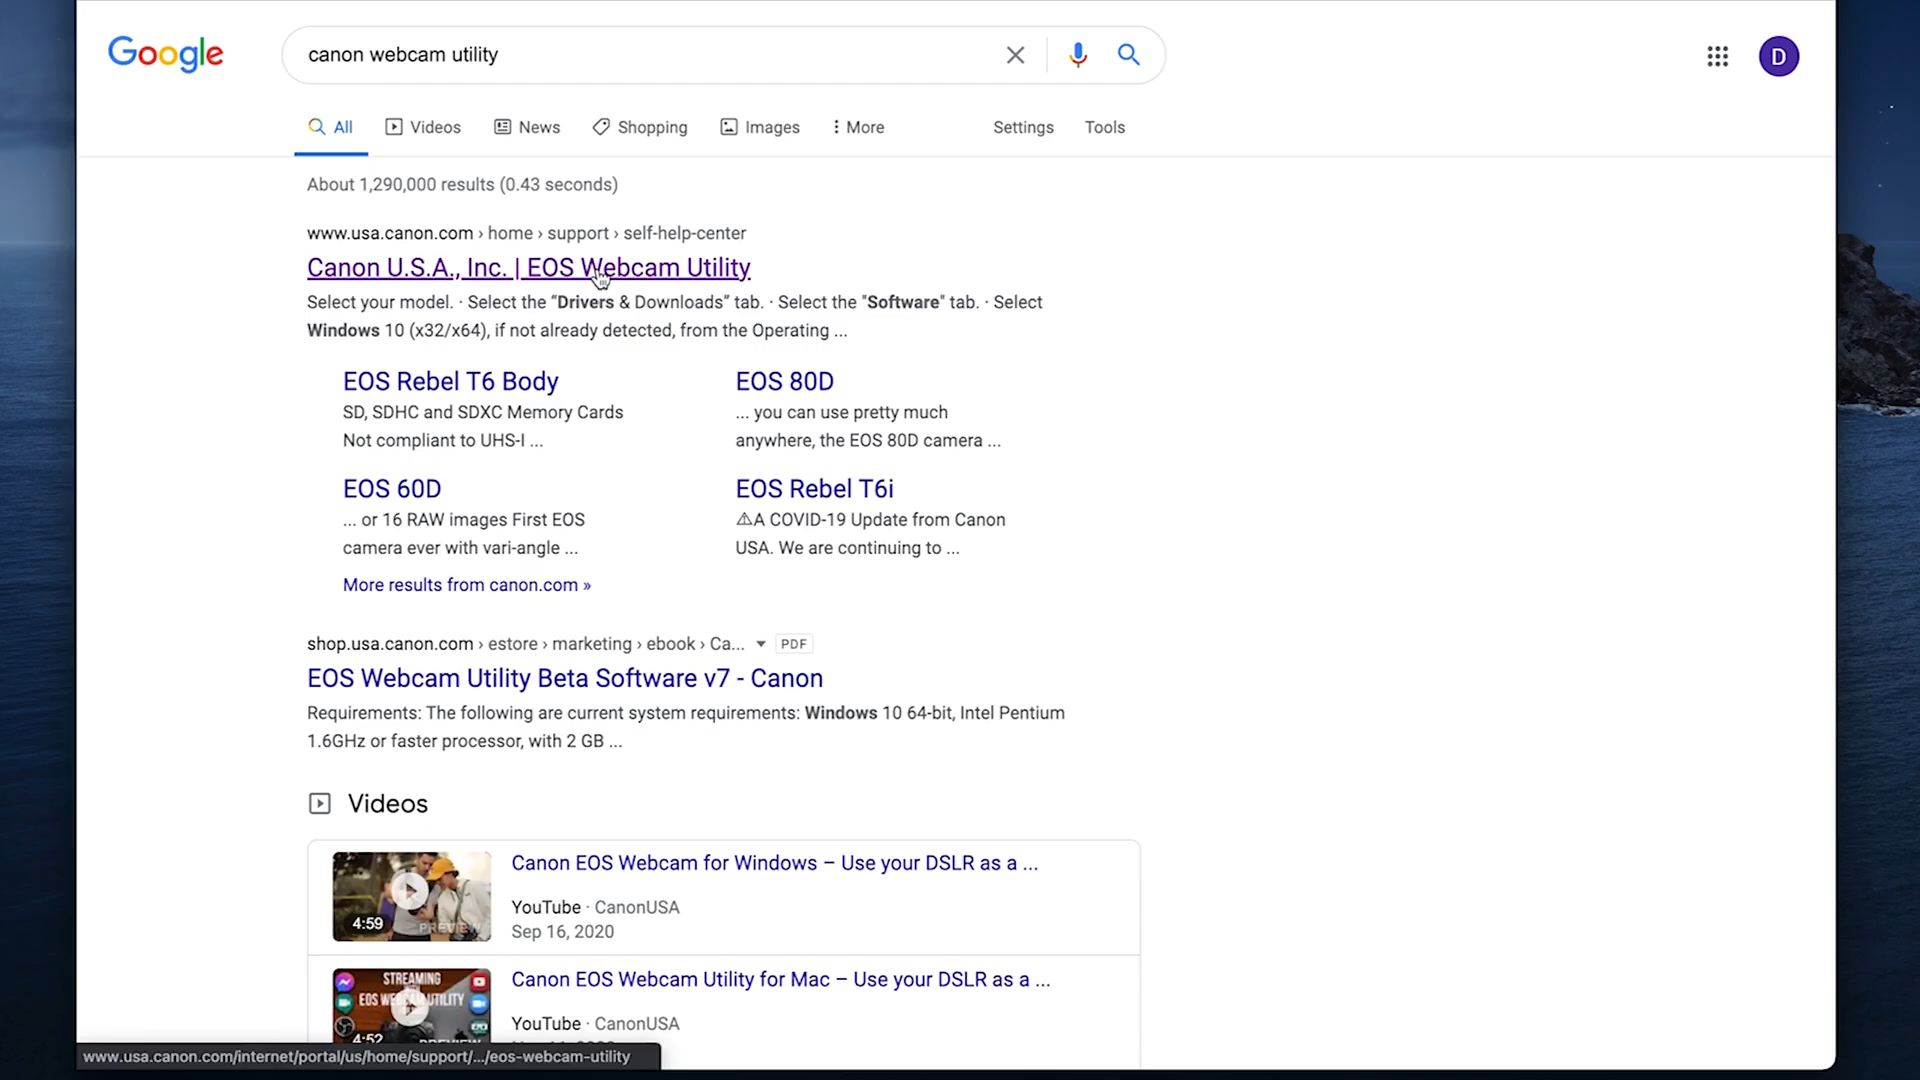 Google
canon webcam utility
D
All Videos News Shopping Images More Settings Tools
About 1,290,000 results (0.43 seconds)
www.usa.canon.com › home › support › self-help-center
Canon U.S.A., Inc. | EOS Webcam Utility
Select your model. · Select the “Drivers & Downloads” tab. · Select the "Software" tab. · Select
Windows 10 (x32/x64), if not already detected, from the Operating ...
EOS Rebel T6 Body
SD, SDHC and SDXC Memory Cards
Not compliant to UHS-I ...
EOS 80D
... you can use pretty much
anywhere, the EOS 80D camera ...
EOS 60D
... or 16 RAW images First EOS
camera ever with vari-angle ...
EOS Rebel T6i
⚠A COVID-19 Update from Canon
USA. We are continuing to ...
More results from canon.com »
shop.usa.canon.com › estore › marketing › ebook › Ca... PDF
EOS Webcam Utility Beta Software v7 - Canon
Requirements: The following are current system requirements: Windows 10 64-bit, Intel Pentium
1.6GHz or faster processor, with 2 GB ...
Videos
4:59
PREVIEW
Canon EOS Webcam for Windows – Use your DSLR as a ...
YouTube · CanonUSA
Sep 16, 2020
STREAMING
EOS WEBCAM UTILITY
4:52
PREVIEW
Canon EOS Webcam Utility for Mac – Use your DSLR as a ...
YouTube · CanonUSA
www.usa.canon.com/internet/portal/us/home/support/.../eos-webcam-utility